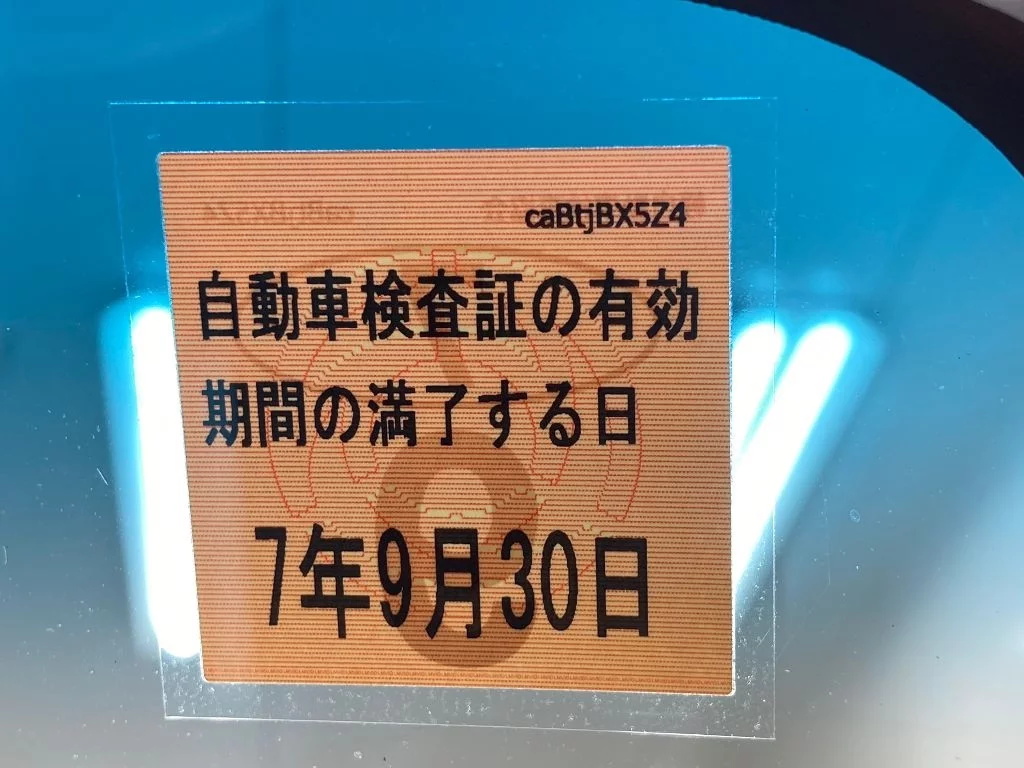 caBtjBX5Z4
自動車検査証の有効
期間の満了する日
7年9月30日